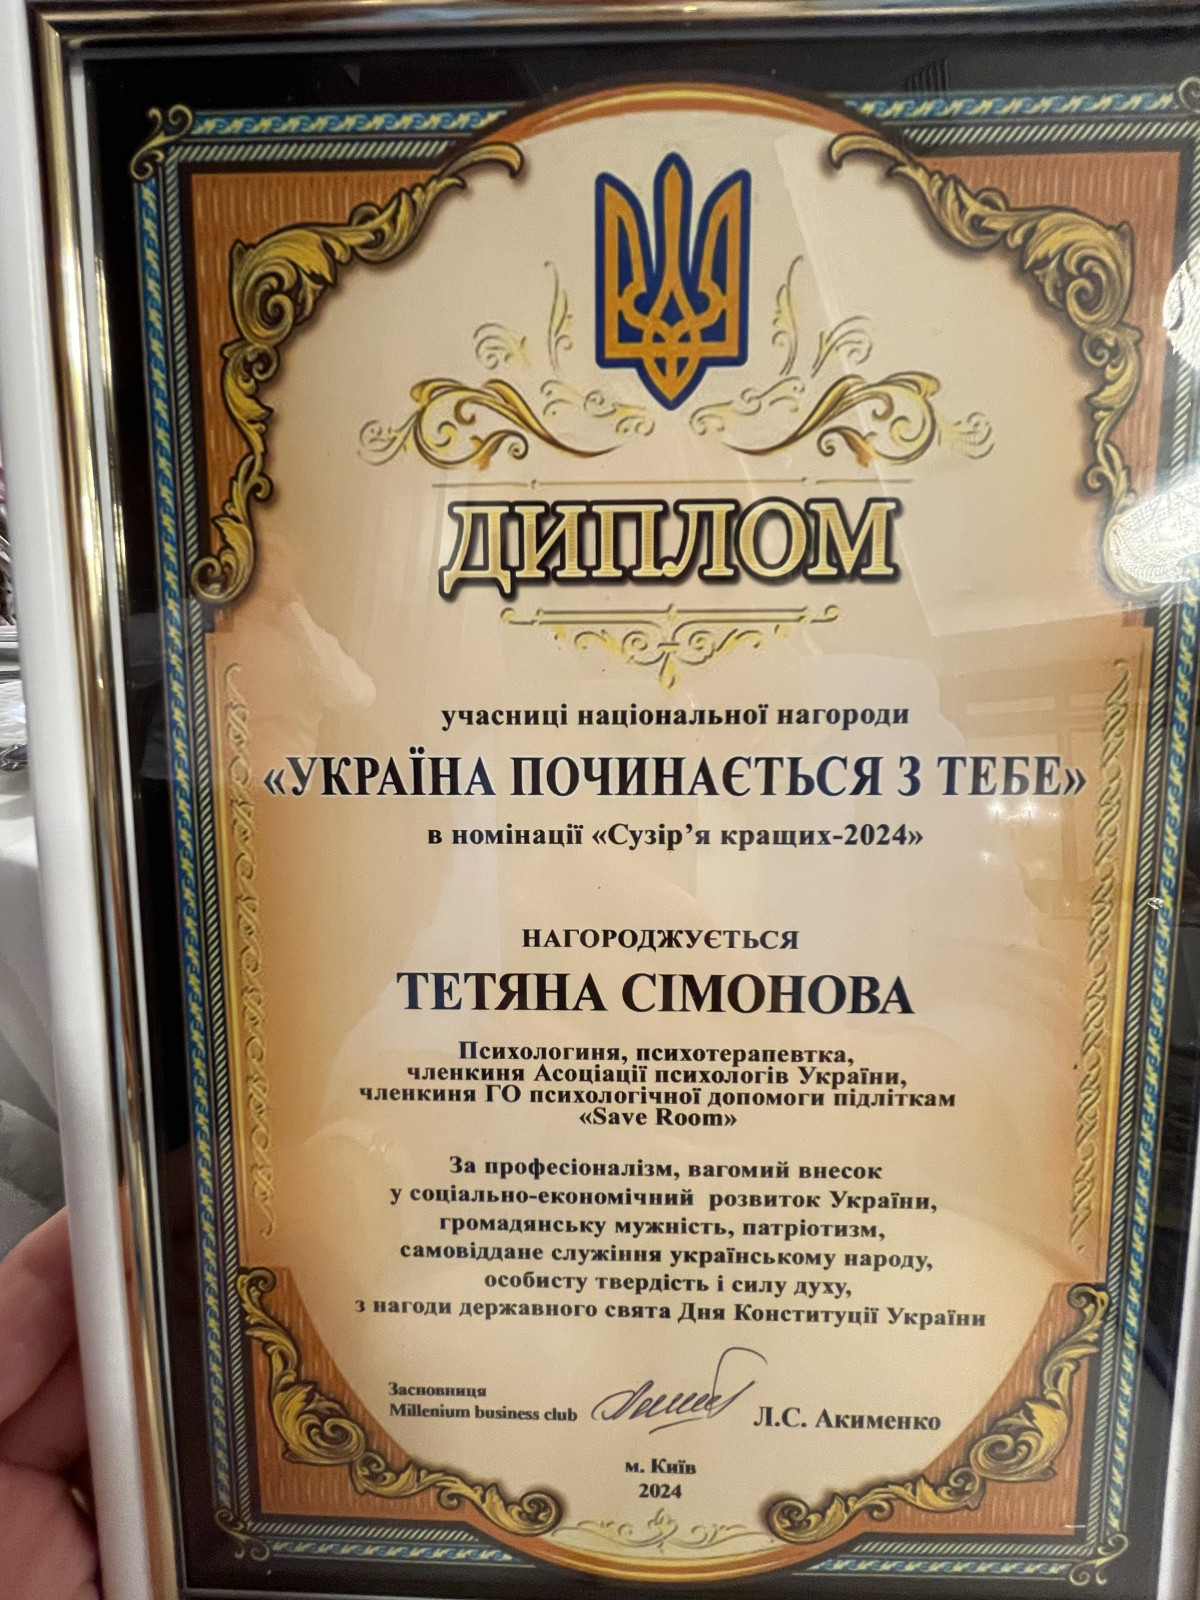 ДИПЛОМ
учасниці національної нагороди
«УКРАЇНА ПОЧИНАЄТЬСЯ З ТЕБЕ»
в номінації «Сузір’я кращих-2024»
НАГОРОДЖУЄТЬСЯ
ТЕТЯНА СІМОНОВА
Психологиня, психотерапевтка,
членкиня Асоціації психологів України,
членкиня ГО психологічної допомоги підліткам
«Save Room»
За професіоналізм, вагомий внесок
у соціально-економічний розвиток України,
громадянську мужність, патріотизм,
самовіддане служіння українському народу,
особисту твердість і силу духу,
з нагоди державного свята Дня Конституції України
Засновниця
Millenium business club
Л.С. Акименко
м. Київ
2024